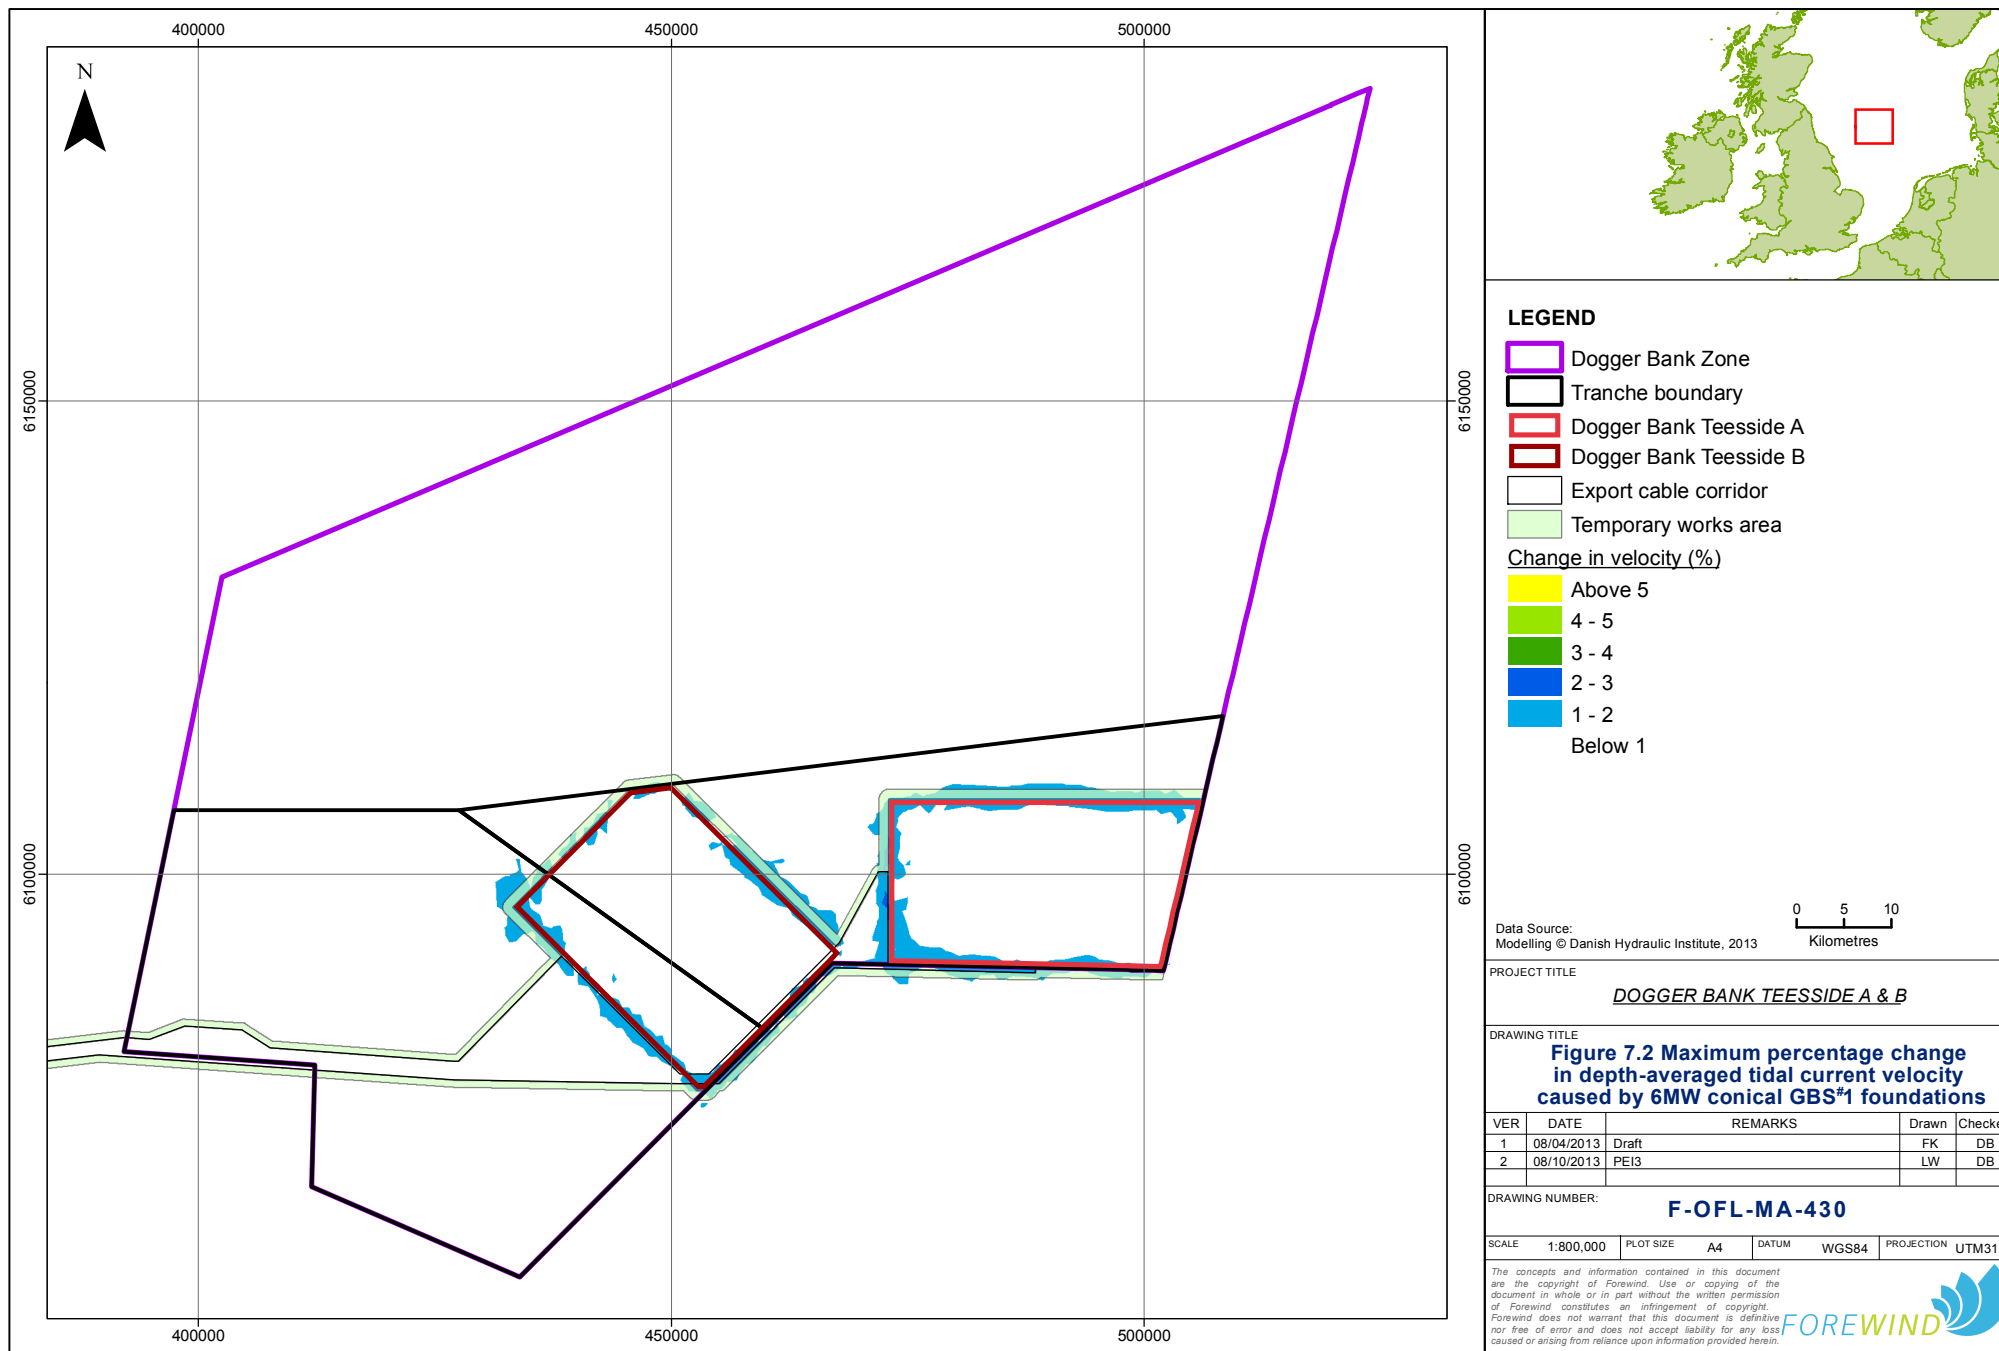 400000
450000
500000
N
6150000
6150000
6100000
6100000
400000
450000
500000
LEGEND
Dogger Bank Zone
Tranche boundary
Dogger Bank Teesside A
Dogger Bank Teesside B
Export cable corridor
Temporary works area
Change in velocity (%)
Above 5
4 - 5
3 - 4
2 - 3
1 - 2
Below 1
0 5 10
Kilometres
Data Source:
Modelling © Danish Hydraulic Institute, 2013
PROJECT TITLE
DOGGER BANK TEESSIDE A & B
DRAWING TITLE
Figure 7.2 Maximum percentage change
in depth-averaged tidal current velocity
caused by 6MW conical GBS#1 foundations
VER DATE REMARKS Drawn Checke
1 08/04/2013 Draft FK DB
2 08/10/2013 PEI3 LW DB
DRAWING NUMBER:
F-OFL-MA-430
SCALE 1:800,000 PLOT SIZE A4 DATUM WGS84 PROJECTION UTM31
The concepts and information contained in this document
are the copyright of Forewind. Use or copying of the
document in whole or in part without the written permission
of Forewind constitutes an infringement of copyright.
Forewind does not warrant that this document is definitive
nor free of error and does not accept liability for any loss
caused or arising from reliance upon information provided herein.
FOREWIND